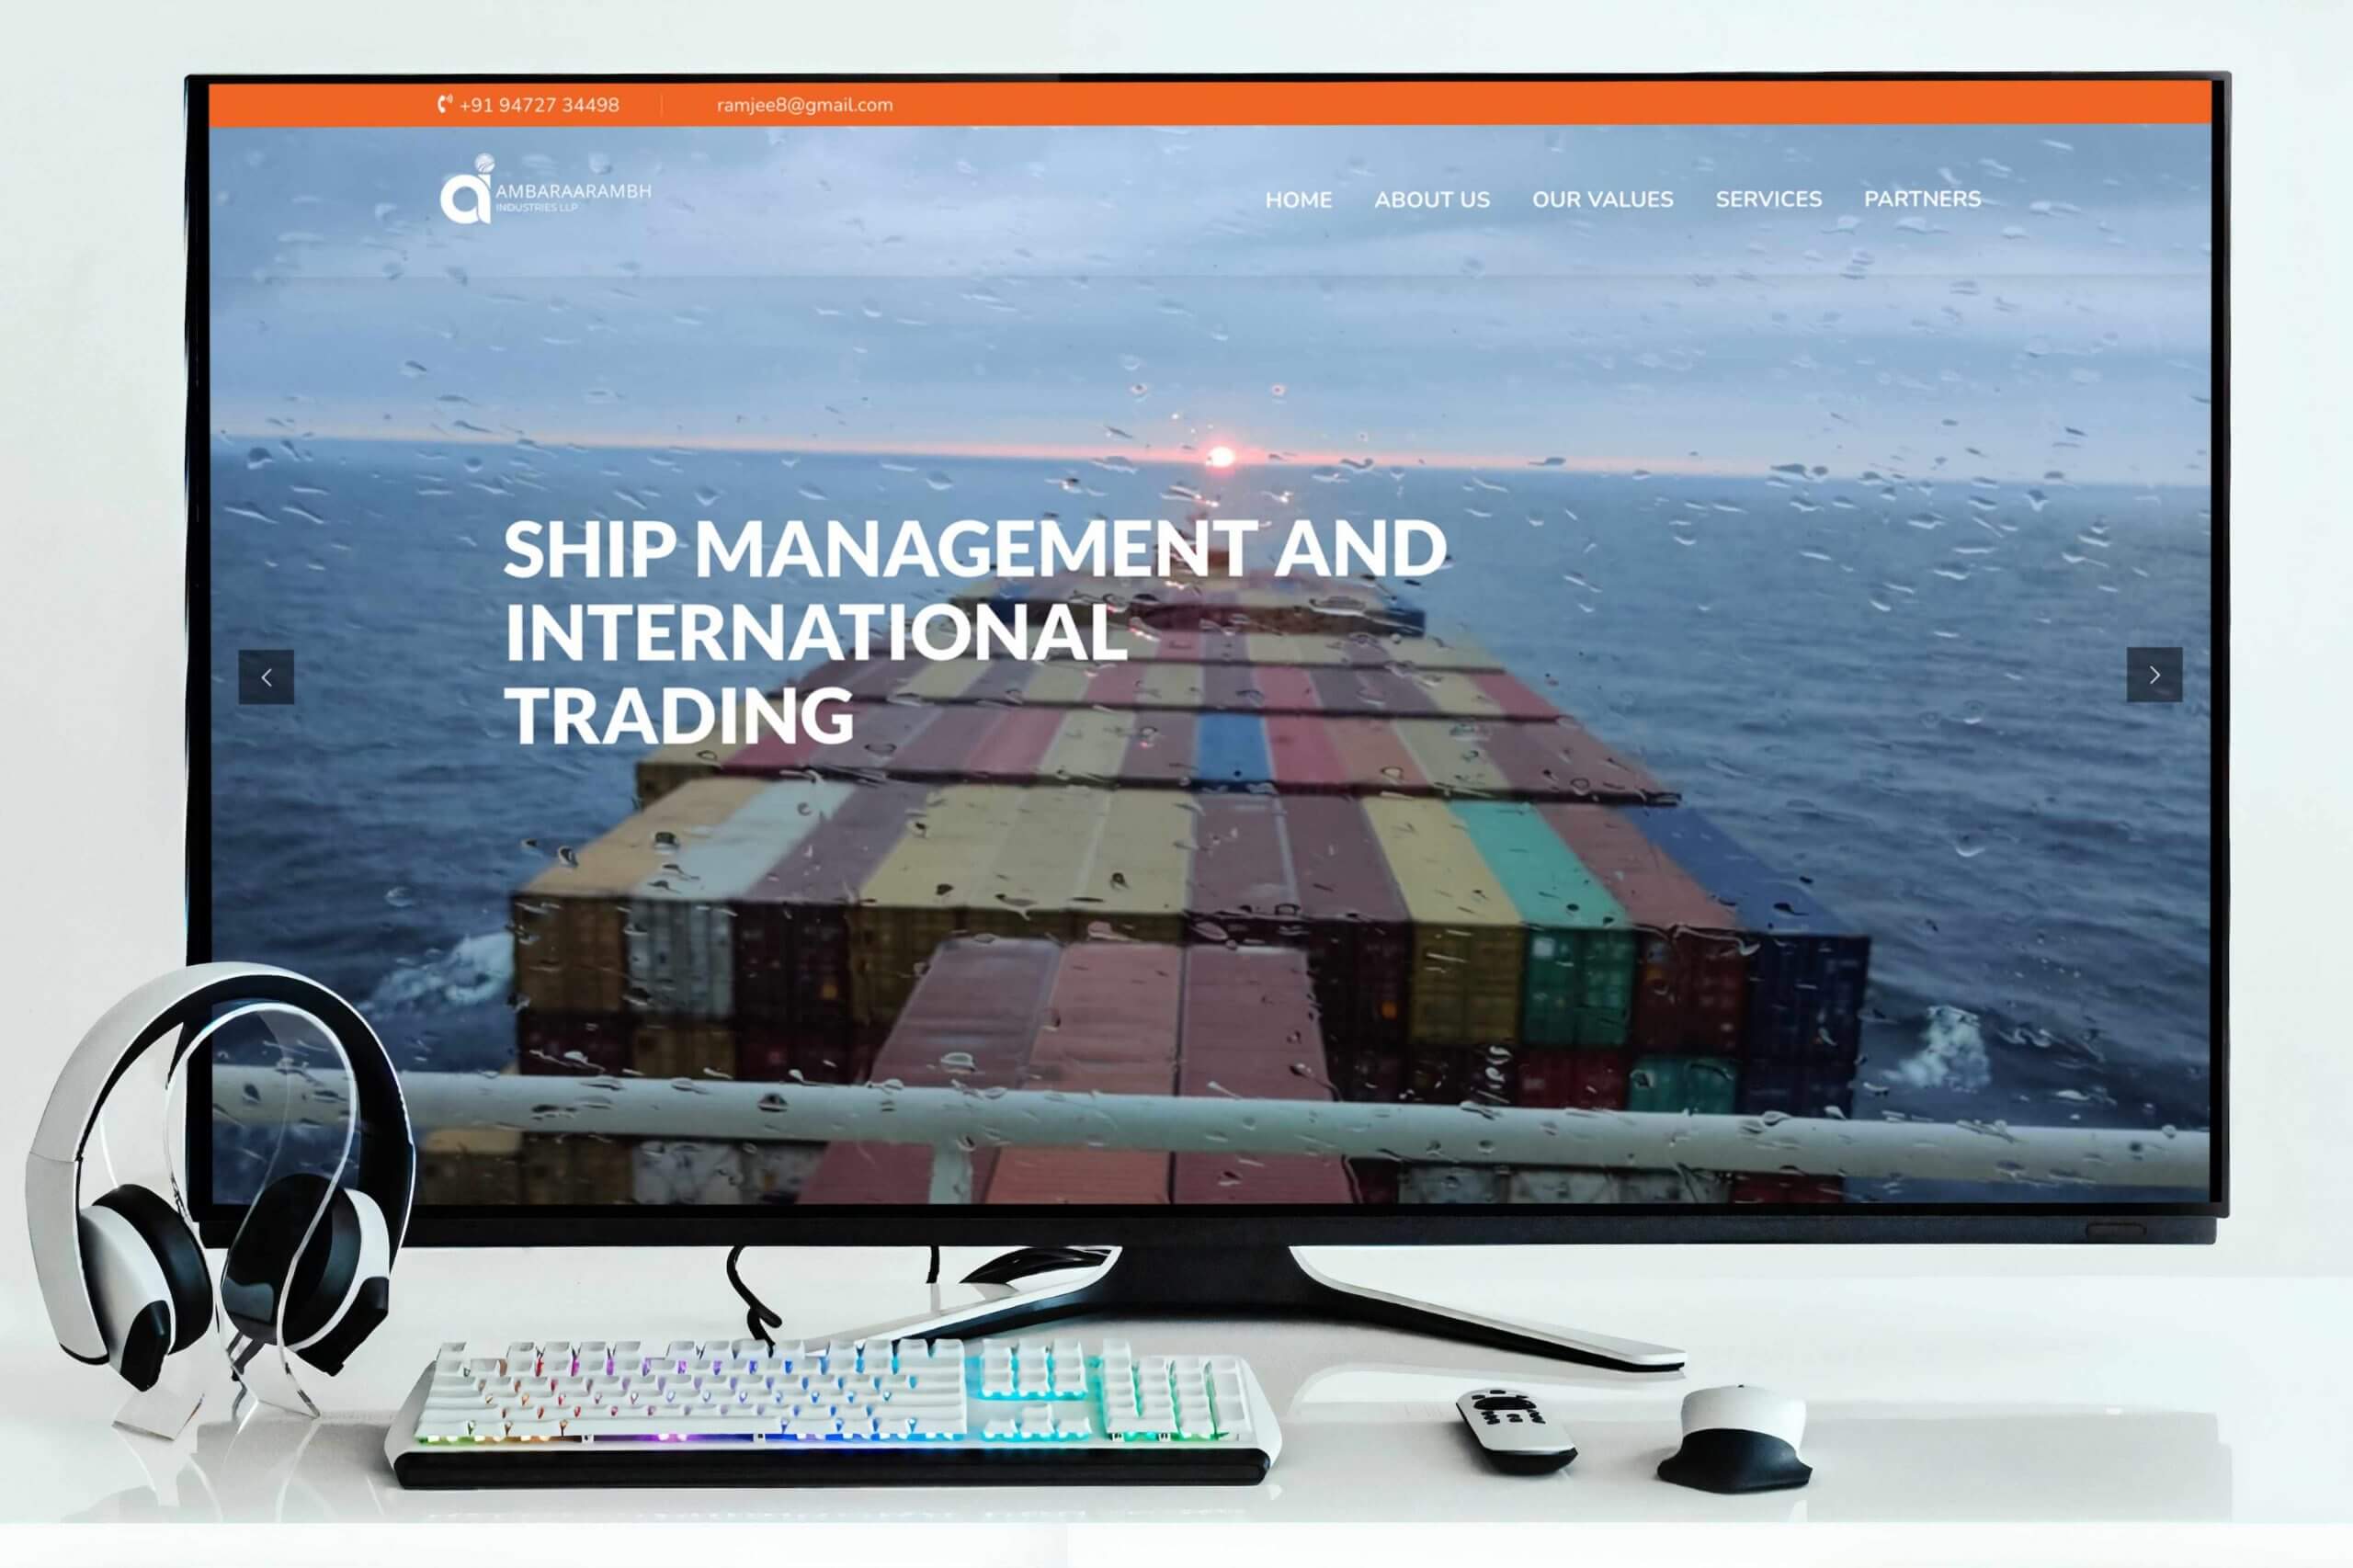 +91 94727 34498
ramjee8@gmail.com
ai
AMBARAARAMBH
INDUSTRIES LLP
HOME ABOUT US OUR VALUES SERVICES PARTNERS
SHIP MANAGEMENT AND
INTERNATIONAL
TRADING